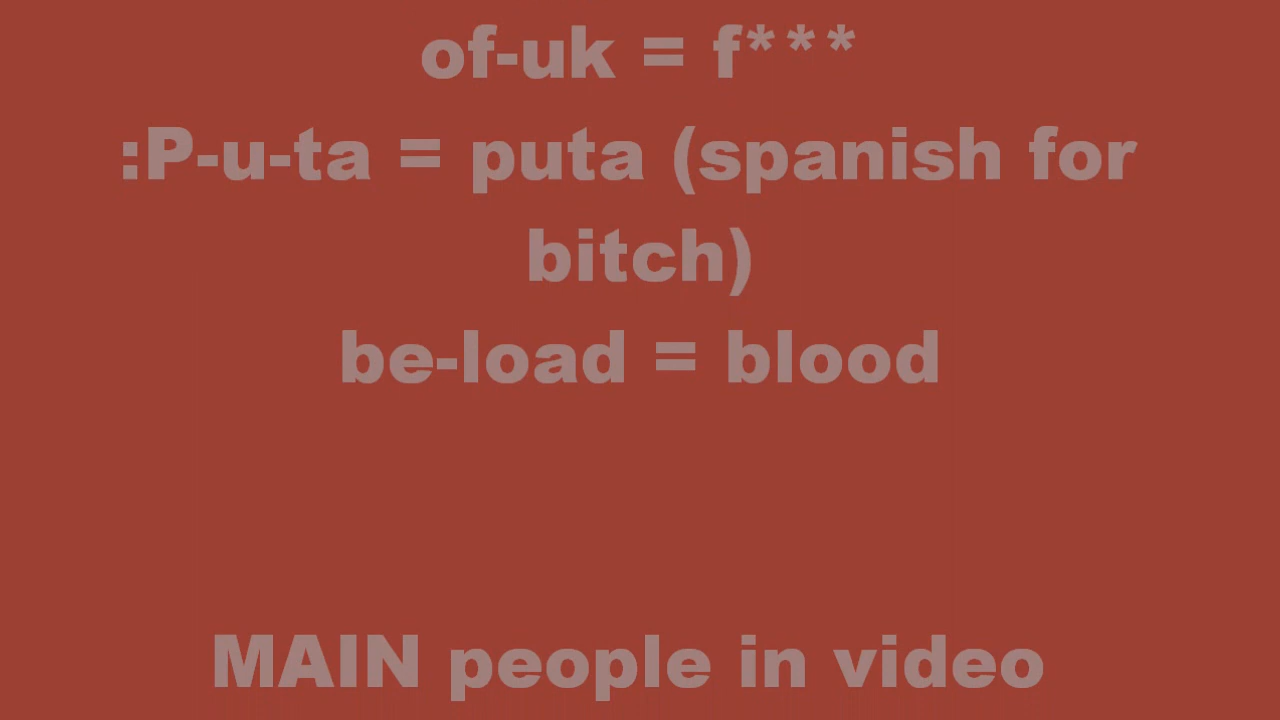 of-uk = f***
:P-u-ta = puta (spanish for
bitch)
be-load = blood
MAIN people in video